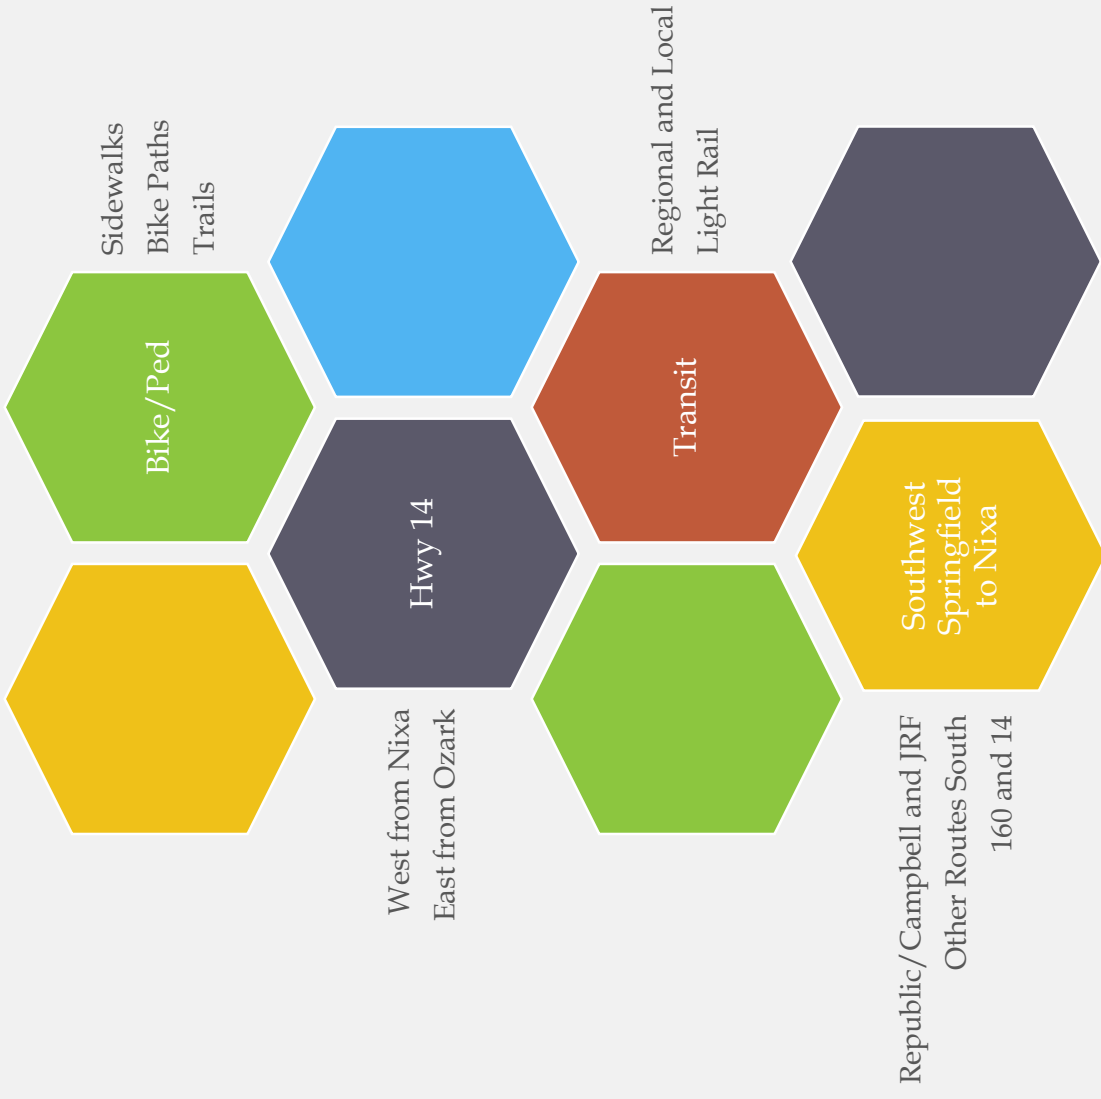 Bike/Ped
Sidewalks
Bike Paths
Trails
Hwy 14
West from Nixa
East from Ozark
Transit
Regional and Local
Light Rail
Southwest
Springfield
to Nixa
Republic/Campbell and JRF
Other Routes South
160 and 14